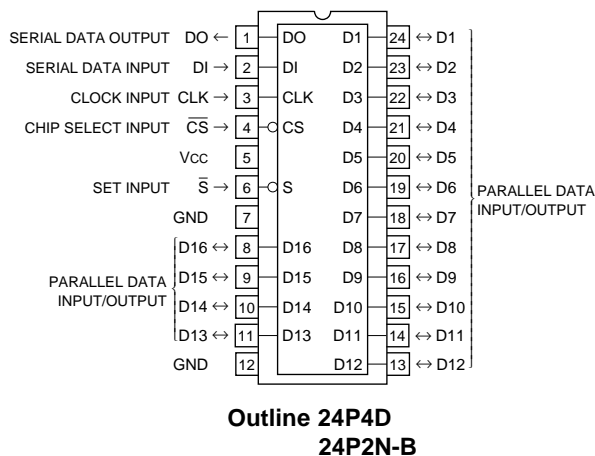 SERIAL DATA OUTPUT DO ← 1 DO D1 24 ↔ D1
SERIAL DATA INPUT DI → 2 DI D2 23 ↔ D2
CLOCK INPUT CLK → 3 CLK D3 22 ↔ D3
CHIP SELECT INPUT C̅S̅ → 4 CS D4 21 ↔ D4
VCC 5 D5 20 ↔ D5
SET INPUT S̅ → 6 S D6 19 ↔ D6
PARALLEL DATA
INPUT/OUTPUT
GND 7 D7 18 ↔ D7
D16 ↔ 8 D16 D8 17 ↔ D8
D15 ↔ 9 D15 D9 16 ↔ D9
PARALLEL DATA
INPUT/OUTPUT
D14 ↔ 10 D14 D10 15 ↔ D10
D13 ↔ 11 D13 D11 14 ↔ D11
GND 12 D12 13 ↔ D12
Outline 24P4D
24P2N-B